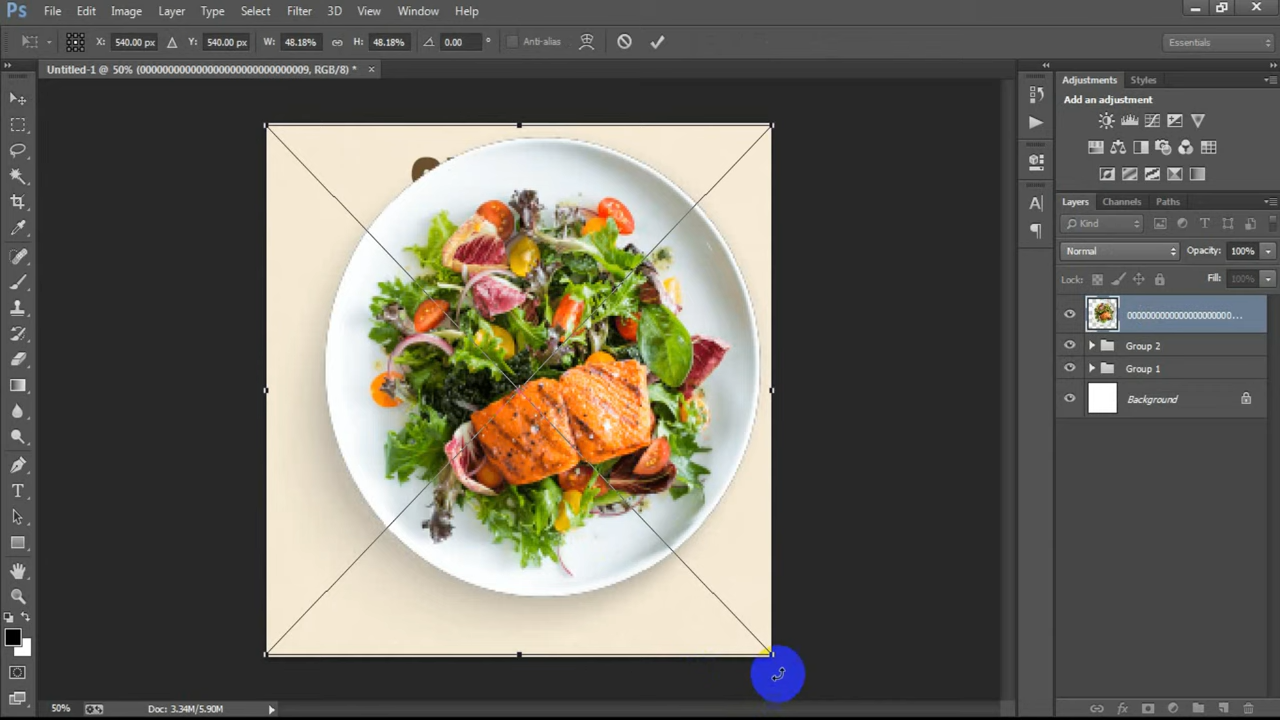 Ps File Edit Image Layer Type Select Filter 3D View Window Help
X: 540.00 px Y: 540.00 px W: 48.18% H: 48.18% 0.00 ° Anti-alias Essentials
Untitled-1 @ 50% (0000000000000000000000000009, RGB/8) * ×
Adjustments Styles
Add an adjustment
Layers Channels Paths
Kind
Normal Opacity: 100%
Lock: Fill: 100%
Group 2
Group 1
Background
50% Doc: 3.34M/5.90M